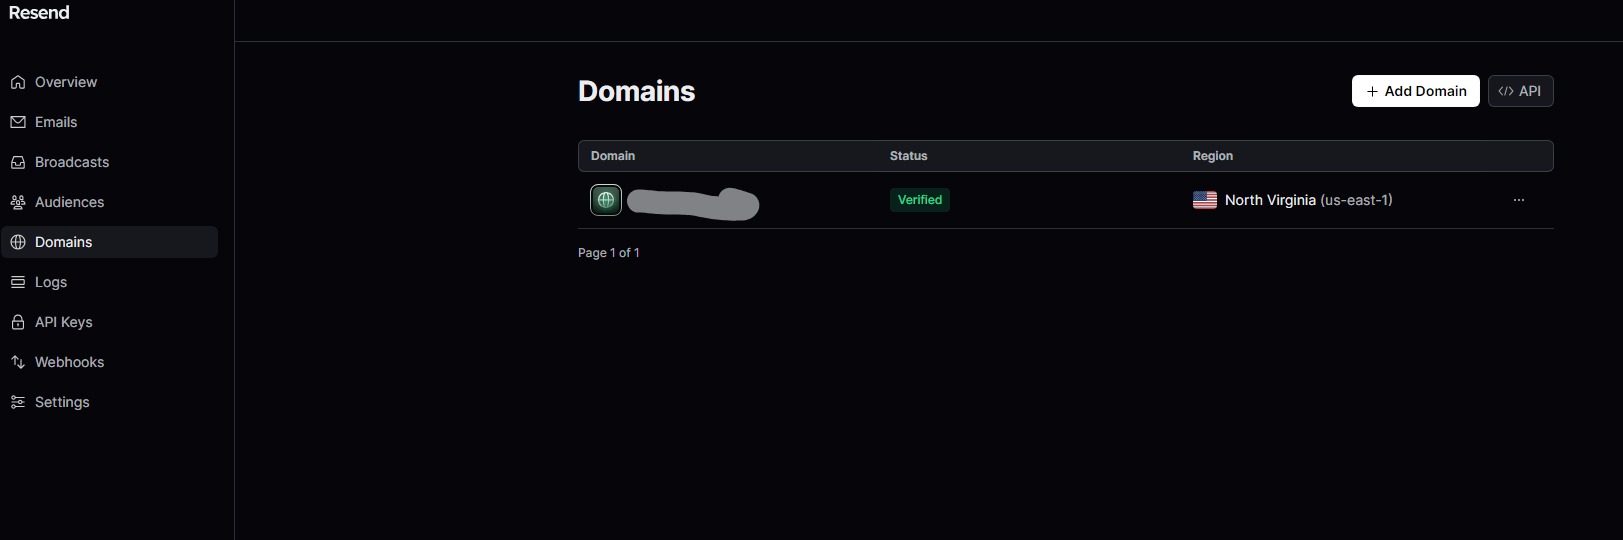 Resend
Overview
Emails
Broadcasts
Audiences
Domains
Logs
API Keys
Webhooks
Settings
Domains
+ Add Domain
</> API
Domain Status Region
Verified North Virginia (us-east-1) ...
Page 1 of 1